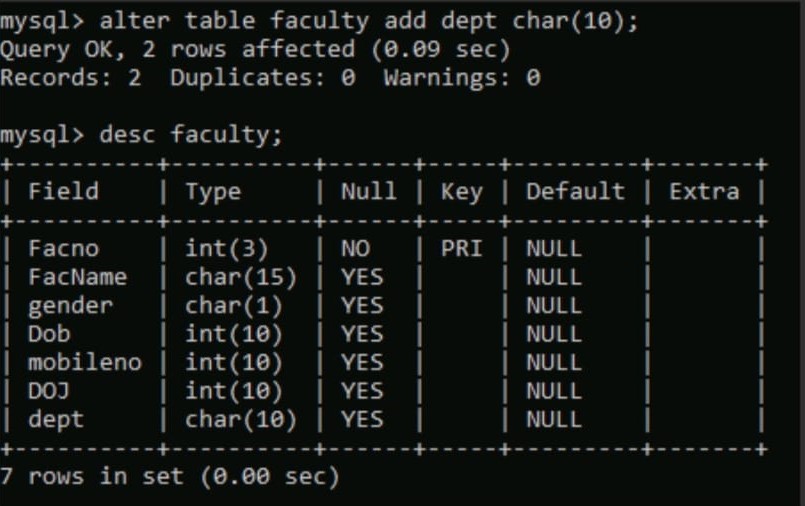 mysql> alter table faculty add dept char(10);
Query OK, 2 rows affected (0.09 sec)
Records: 2  Duplicates: 0  Warnings: 0

mysql> desc faculty;
+----------+----------+------+-----+---------+-------+
| Field    | Type     | Null | Key | Default | Extra |
+----------+----------+------+-----+---------+-------+
| Facno    | int(3)   | NO   | PRI | NULL    |       |
| FacName  | char(15) | YES  |     | NULL    |       |
| gender   | char(1)  | YES  |     | NULL    |       |
| Dob      | int(10)  | YES  |     | NULL    |       |
| mobileno | int(10)  | YES  |     | NULL    |       |
| DOJ      | int(10)  | YES  |     | NULL    |       |
| dept     | char(10) | YES  |     | NULL    |       |
+----------+----------+------+-----+---------+-------+
7 rows in set (0.00 sec)